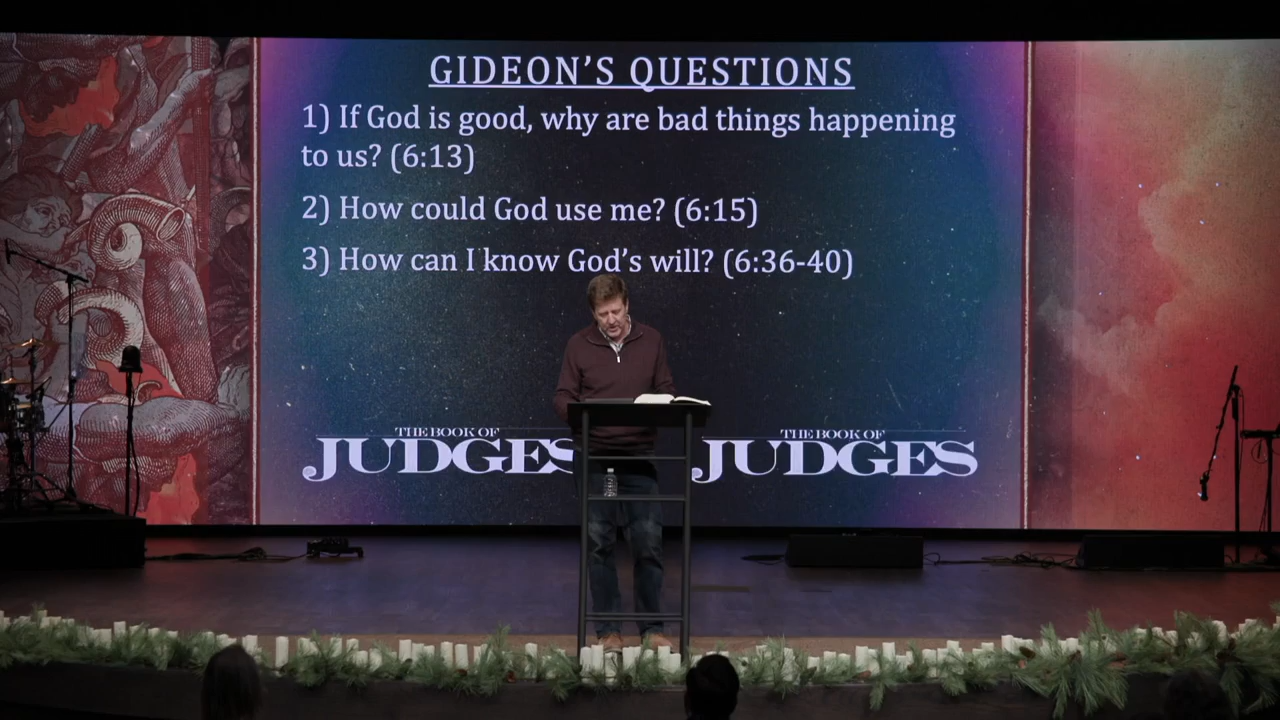 GIDEON'S QUESTIONS
1) If God is good, why are bad things happening
to us? (6:13)
2) How could God use me? (6:15)
3) How can I know God's will? (6:36-40)
THE BOOK OF
JUDGES
THE BOOK OF
JUDGES